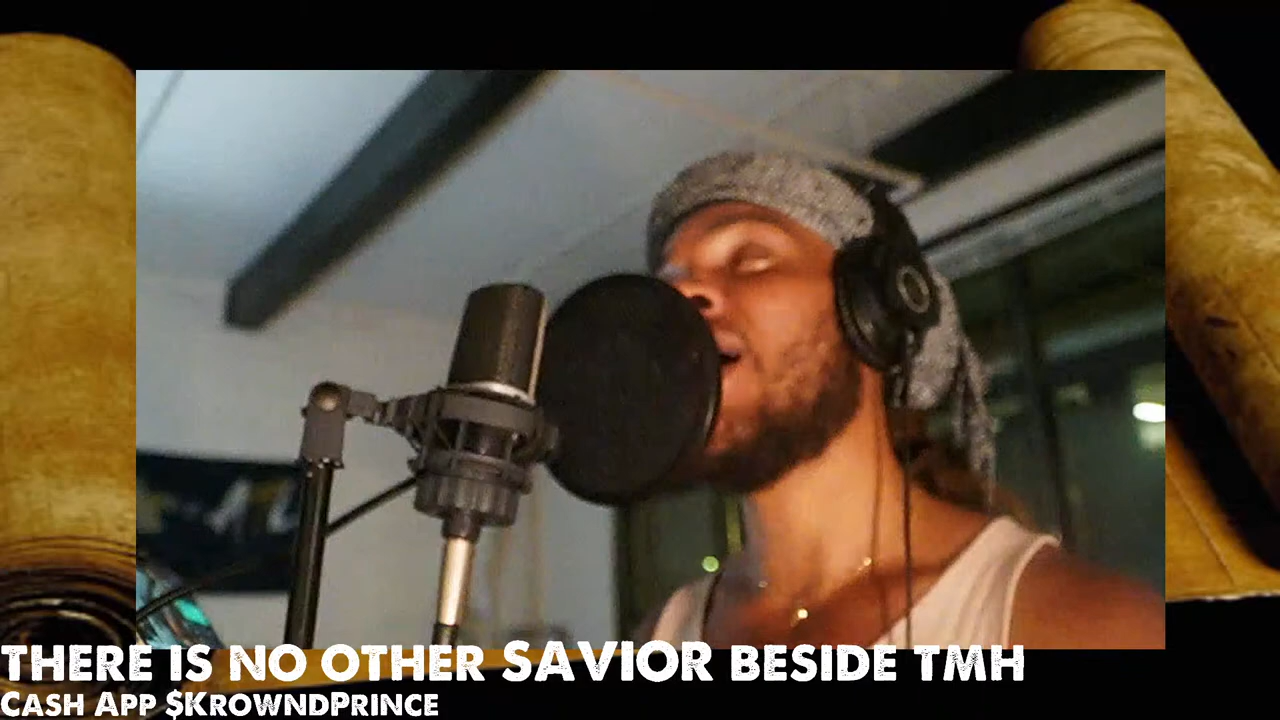 THERE IS NO OTHER SAVIOR BESIDE TMH
CASH APP $KROWNDPRINCE